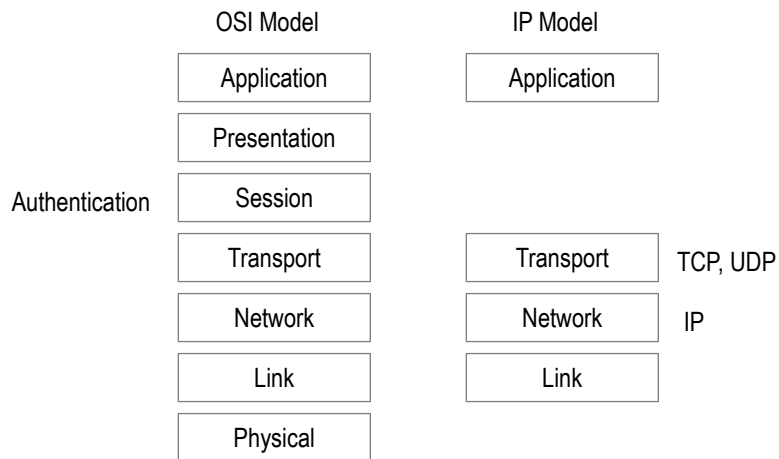 OSI Model IP Model
Application Application
Presentation
Authentication Session
Transport Transport TCP, UDP
Network Network IP
Link Link
Physical